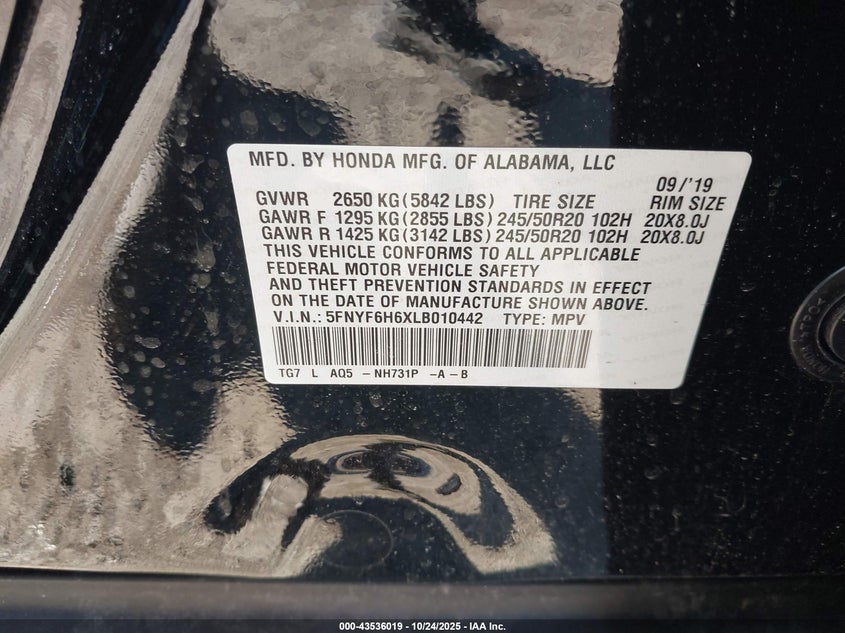 MFD. BY HONDA MFG. OF ALABAMA, LLC
09/'19
GVWR 2650 KG (5842 LBS) TIRE SIZE RIM SIZE
GAWR F 1295 KG (2855 LBS) 245/50R20 102H 20X8.0J
GAWR R 1425 KG (3142 LBS) 245/50R20 102H 20X8.0J
THIS VEHICLE CONFORMS TO ALL APPLICABLE
FEDERAL MOTOR VEHICLE SAFETY
AND THEFT PREVENTION STANDARDS IN EFFECT
ON THE DATE OF MANUFACTURE SHOWN ABOVE.
V.I.N.: 5FNYF6H6XLB010442 TYPE: MPV
TG7 L AQ5 - NH731P - A - B
000-43536019 - 10/24/2025 - IAA Inc.